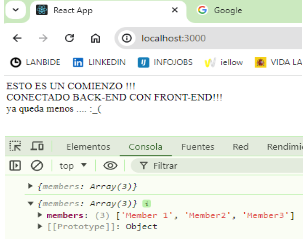 React App
Google
localhost:3000
LANBIDE
LINKEDIN
INFOJOBS
iellow
VIDA LA
ESTO ES UN COMIENZO !!!
CONECTADO BACK-END CON FRONT-END!!!
ya queda menos .... :_(
Elementos Consola Fuentes Red Rendim
top Filtrar
{members: Array(3)}
{members: Array(3)} i
members: (3) ['Member 1', 'Member2', 'Member3']
[[Prototype]]: Object